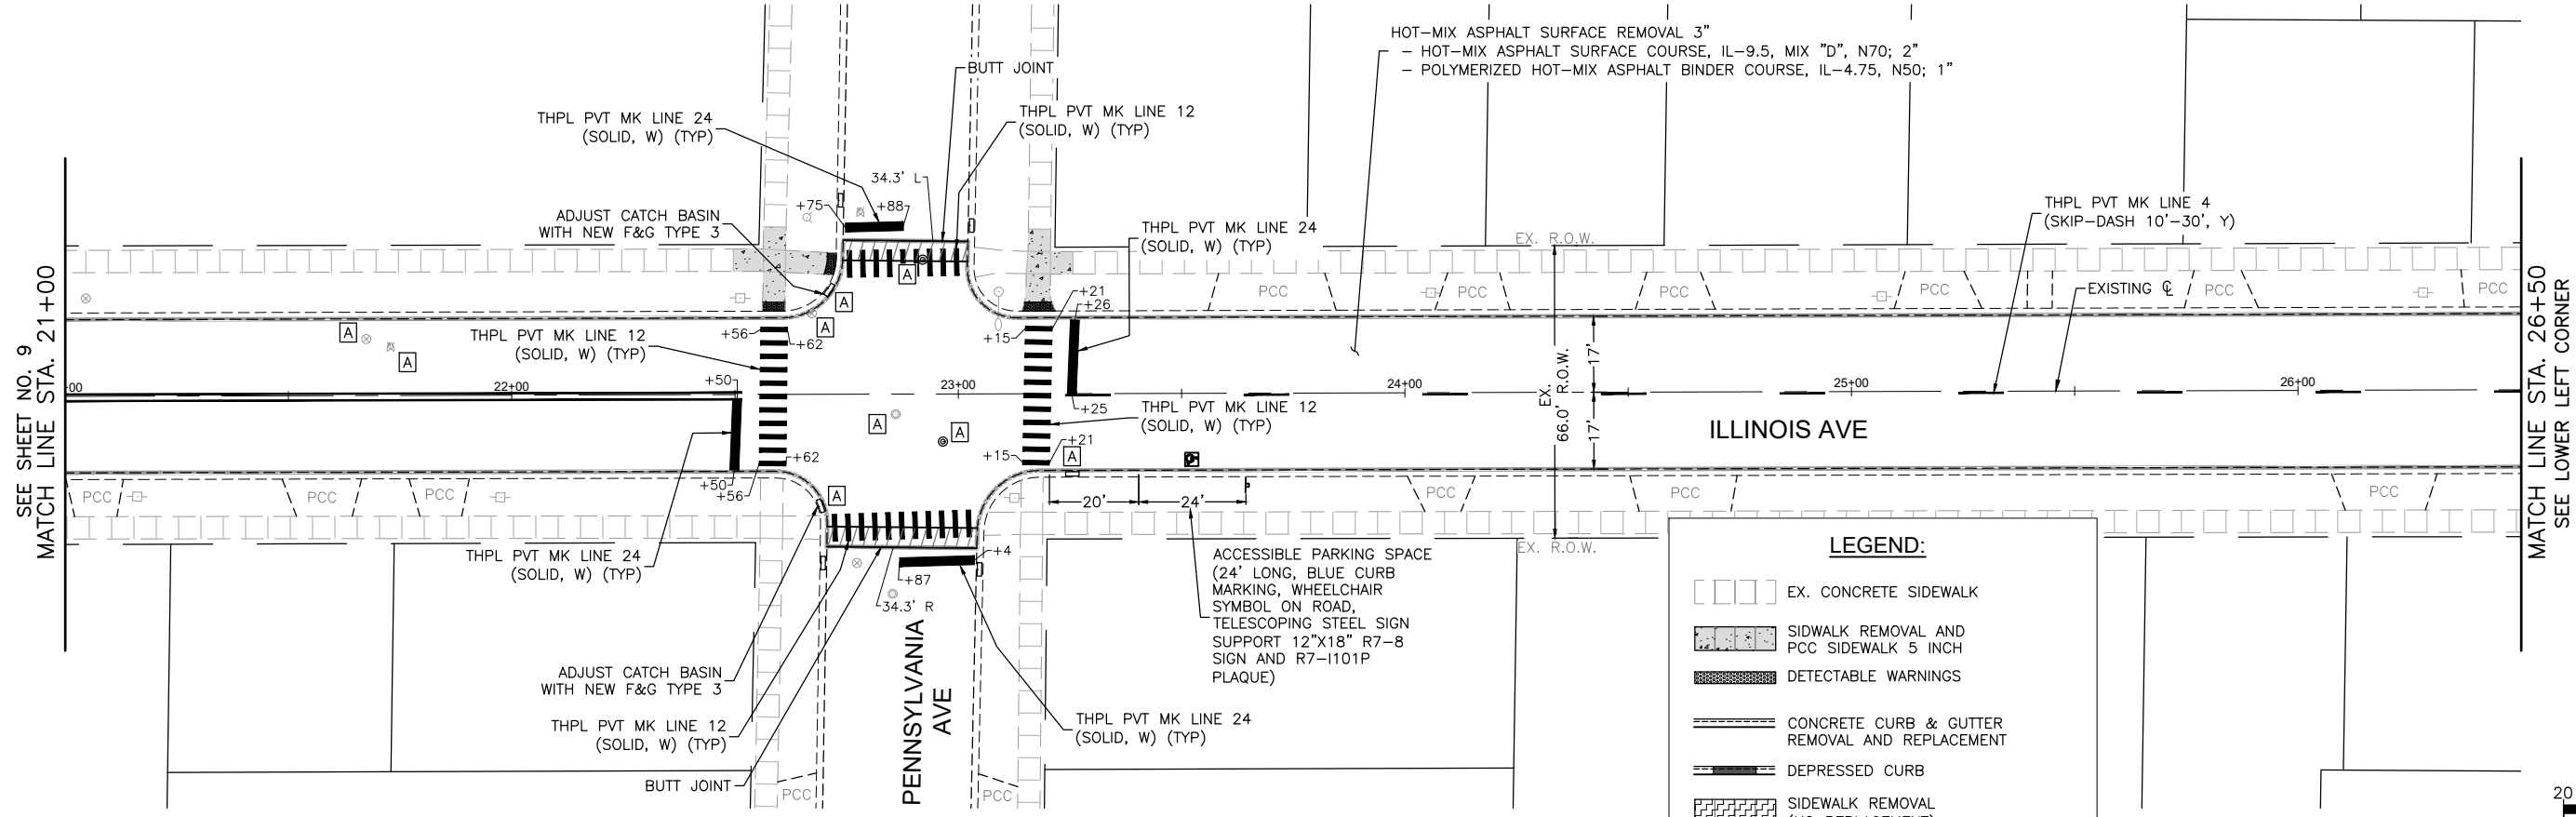 HOT-MIX ASPHALT SURFACE REMOVAL 3"
- HOT-MIX ASPHALT SURFACE COURSE, IL-9.5, MIX "D", N70; 2"
- POLYMERIZED HOT-MIX ASPHALT BINDER COURSE, IL-4.75, N50; 1"
BUTT JOINT
THPL PVT MK LINE 24
(SOLID, W) (TYP)
THPL PVT MK LINE 12
(SOLID, W) (TYP)
34.3' L
+75
+88
ADJUST CATCH BASIN
WITH NEW F&G TYPE 3
THPL PVT MK LINE 24
(SOLID, W) (TYP)
THPL PVT MK LINE 4
(SKIP-DASH 10'-30', Y)
EX. R.O.W.
A
A
A
A
A
PCC
PCC
PCC
PCC
PCC
PCC
EXISTING ℄
+21
+26
+15
THPL PVT MK LINE 12
(SOLID, W) (TYP)
+56
+62
17'
SEE SHEET NO. 9
MATCH LINE STA. 21+00
00
22+00
+50
23+00
24+00
25+00
26+00
+25
EX.
66.0' R.O.W.
17'
THPL PVT MK LINE 12
(SOLID, W) (TYP)
ILLINOIS AVE
MATCH LINE STA. 26+50
SEE LOWER LEFT CORNER
A
A
A
+21
+15
+62
+50
+56
A
PCC
PCC
PCC
20'
24'
PCC
PCC
PCC
THPL PVT MK LINE 24
(SOLID, W) (TYP)
+4
+87
34.3' R
EX. R.O.W.
ACCESSIBLE PARKING SPACE
(24' LONG, BLUE CURB
MARKING, WHEELCHAIR
SYMBOL ON ROAD,
TELESCOPING STEEL SIGN
SUPPORT 12"X18" R7-8
SIGN AND R7-I101P
PLAQUE)
ADJUST CATCH BASIN
WITH NEW F&G TYPE 3
THPL PVT MK LINE 12
(SOLID, W) (TYP)
BUTT JOINT
PENNSYLVANIA
AVE
THPL PVT MK LINE 24
(SOLID, W) (TYP)
PCC
PCC
LEGEND:
EX. CONCRETE SIDEWALK
SIDWALK REMOVAL AND
PCC SIDEWALK 5 INCH
DETECTABLE WARNINGS
CONCRETE CURB & GUTTER
REMOVAL AND REPLACEMENT
DEPRESSED CURB
SIDEWALK REMOVAL
20